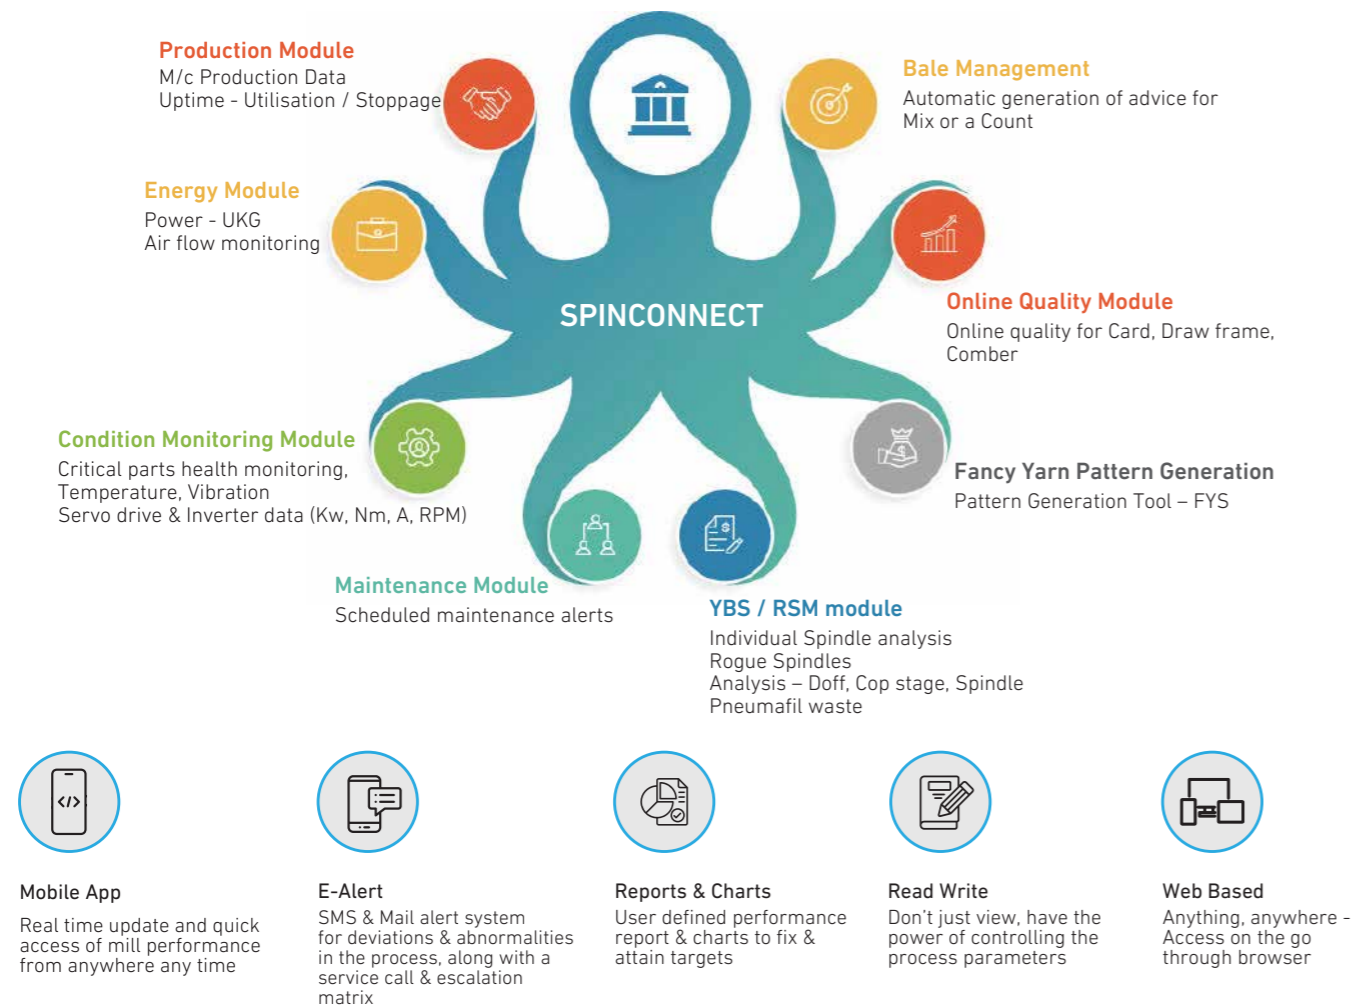 Production Module
M/c Production Data
Uptime - Utilisation / Stoppage
Bale Management
Automatic generation of advice for
Mix or a Count
Energy Module
Power - UKG
Air flow monitoring
SPINCONNECT
Online Quality Module
Online quality for Card, Draw frame,
Comber
Condition Monitoring Module
Critical parts health monitoring,
Temperature, Vibration
Servo drive & Inverter data (Kw, Nm, A, RPM)
Fancy Yarn Pattern Generation
Pattern Generation Tool – FYS
Maintenance Module
Scheduled maintenance alerts
YBS / RSM module
Individual Spindle analysis
Rogue Spindles
Analysis – Doff, Cop stage, Spindle
Pneumafil waste
Mobile App
Real time update and quick
access of mill performance
from anywhere any time
E-Alert
SMS & Mail alert system
for deviations & abnormalities
in the process, along with a
service call & escalation
matrix
Reports & Charts
User defined performance
report & charts to fix &
attain targets
Read Write
Don't just view, have the
power of controlling the
process parameters
Web Based
Anything, anywhere -
Access on the go
through browser